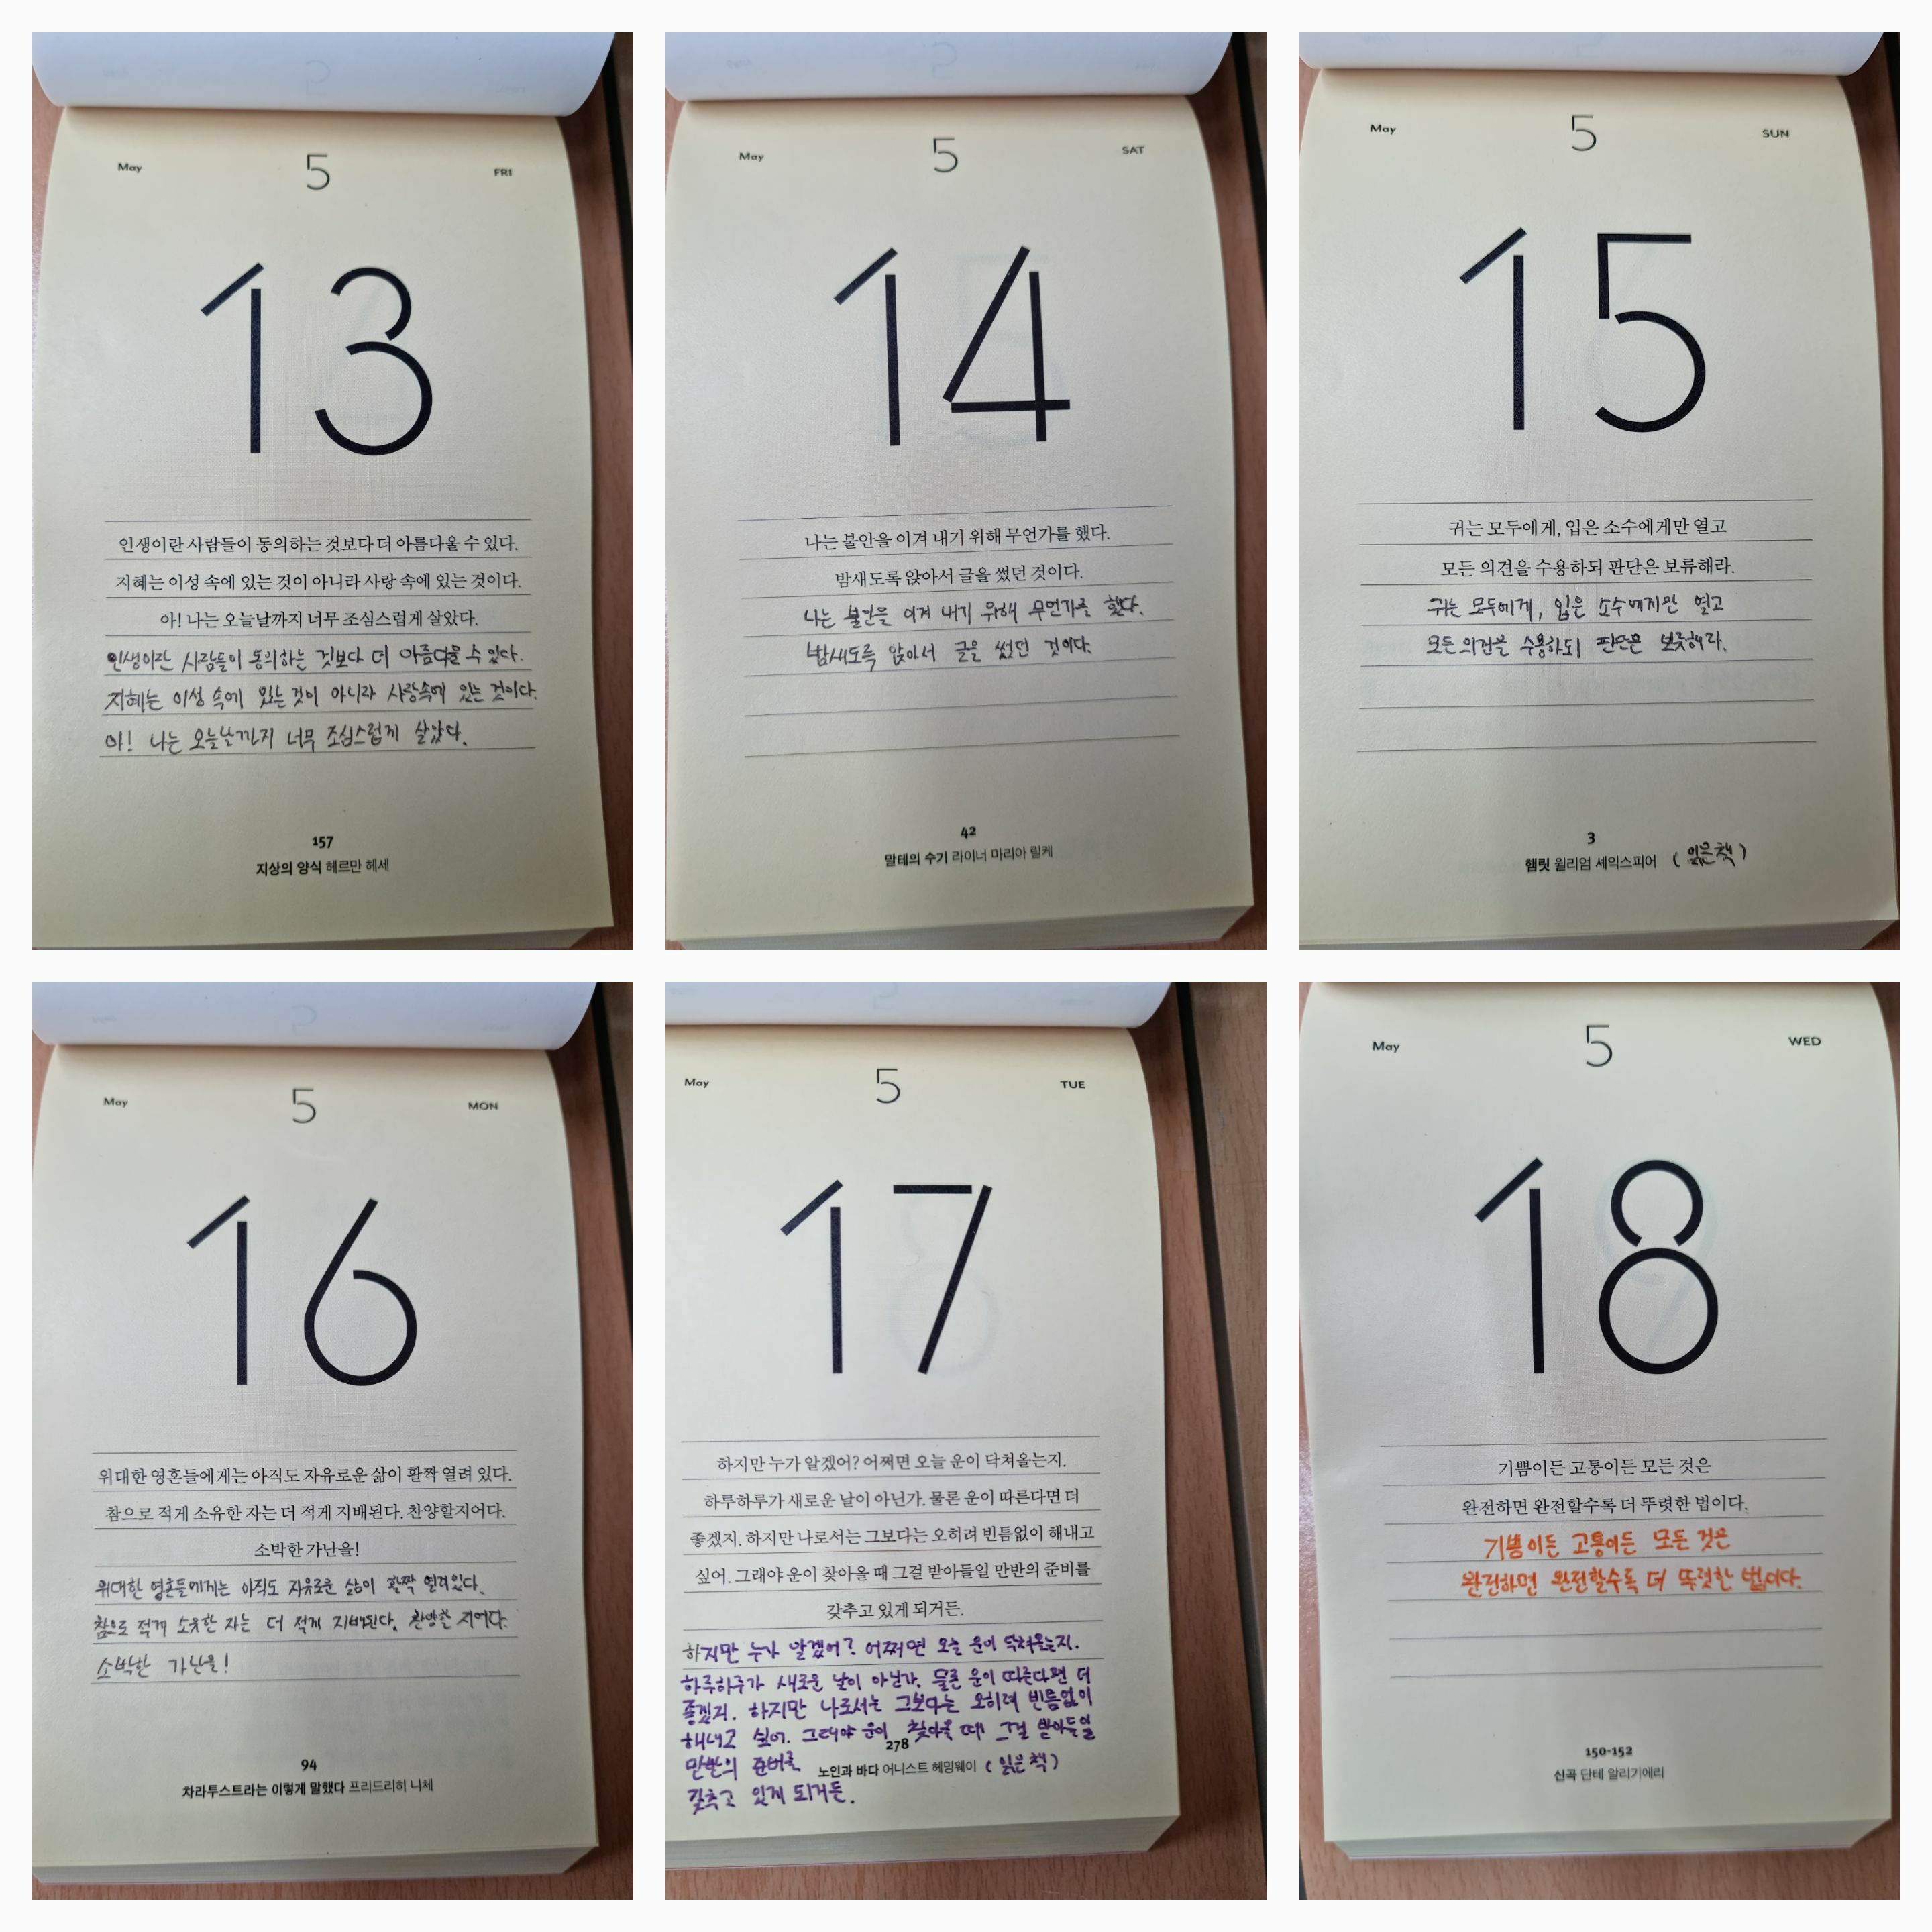 May 5 FRI
13
인생이란 사람들이 동의하는 것보다 더 아름다울 수 있다.
지혜는 이성 속에 있는 것이 아니라 사랑 속에 있는 것이다.
아! 나는 오늘날까지 너무 조심스럽게 살았다.
인생이란 사람들이 동의하는 것보다 더 아름다울 수 있다.
지혜는 이성 속에 있는 것이 아니라 사랑속에 있는 것이다.
아! 나는 오늘날까지 너무 조심스럽게 살았다.
157
지상의 양식 헤르만 헤세
May 5 SAT
14
나는 불안을 이겨 내기 위해 무언가를 했다.
밤새도록 앉아서 글을 썼던 것이다.
나는 불안을 이겨 내기 위해 무언가를 했다.
밤새도록 앉아서 글을 썼던 것이다.
42
말테의 수기 라이너 마리아 릴케
May 5 SUN
15
귀는 모두에게, 입은 소수에게만 열고
모든 의견을 수용하되 판단은 보류해라.
귀는 모두에게, 입은 소수에게만 열고
모든 의견을 수용하되 판단은 보류해라.
3
햄릿 윌리엄 셰익스피어 (읽은책)
May 5 MON
16
위대한 영혼들에게는 아직도 자유로운 삶이 활짝 열려 있다.
참으로 적게 소유한 자는 더 적게 지배된다. 찬양할지어다.
소박한 가난을!
위대한 영혼들에게는 아직도 자유로운 삶이 활짝 열려있다.
참으로 적게 소유한 자는 더 적게 지배된다. 찬양할 지어다.
소박한 가난을!
94
차라투스트라는 이렇게 말했다 프리드리히 니체
May 5 TUE
17
하지만 누가 알겠어? 어쩌면 오늘 운이 닥쳐올는지.
하루하루가 새로운 날이 아닌가. 물론 운이 따른다면 더
좋겠지. 하지만 나로서는 그보다는 오히려 빈틈없이 해내고
싶어. 그래야 운이 찾아올 때 그걸 받아들일 만반의 준비를
갖추고 있게 되거든.
하지만 누가 알겠어? 어쩌면 오늘 운이 닥쳐올는지.
하루하루가 새로운 날이 아닌가. 물론 운이 따른다면 더
좋겠지. 하지만 나로서는 그보다는 오히려 빈틈없이
해내고 싶어. 그래야 운이 찾아올 때 그걸 받아들일
만반의 준비를
갖추고 있게 되거든.
278
노인과 바다 어니스트 헤밍웨이 (읽은책)
May 5 WED
18
기쁨이든 고통이든 모든 것은
완전하면 완전할수록 더 뚜렷한 법이다.
기쁨이든 고통이든 모든 것은
완전하면 완전할수록 더 뚜렷한 법이다.
150-152
신곡 단테 알리기에리